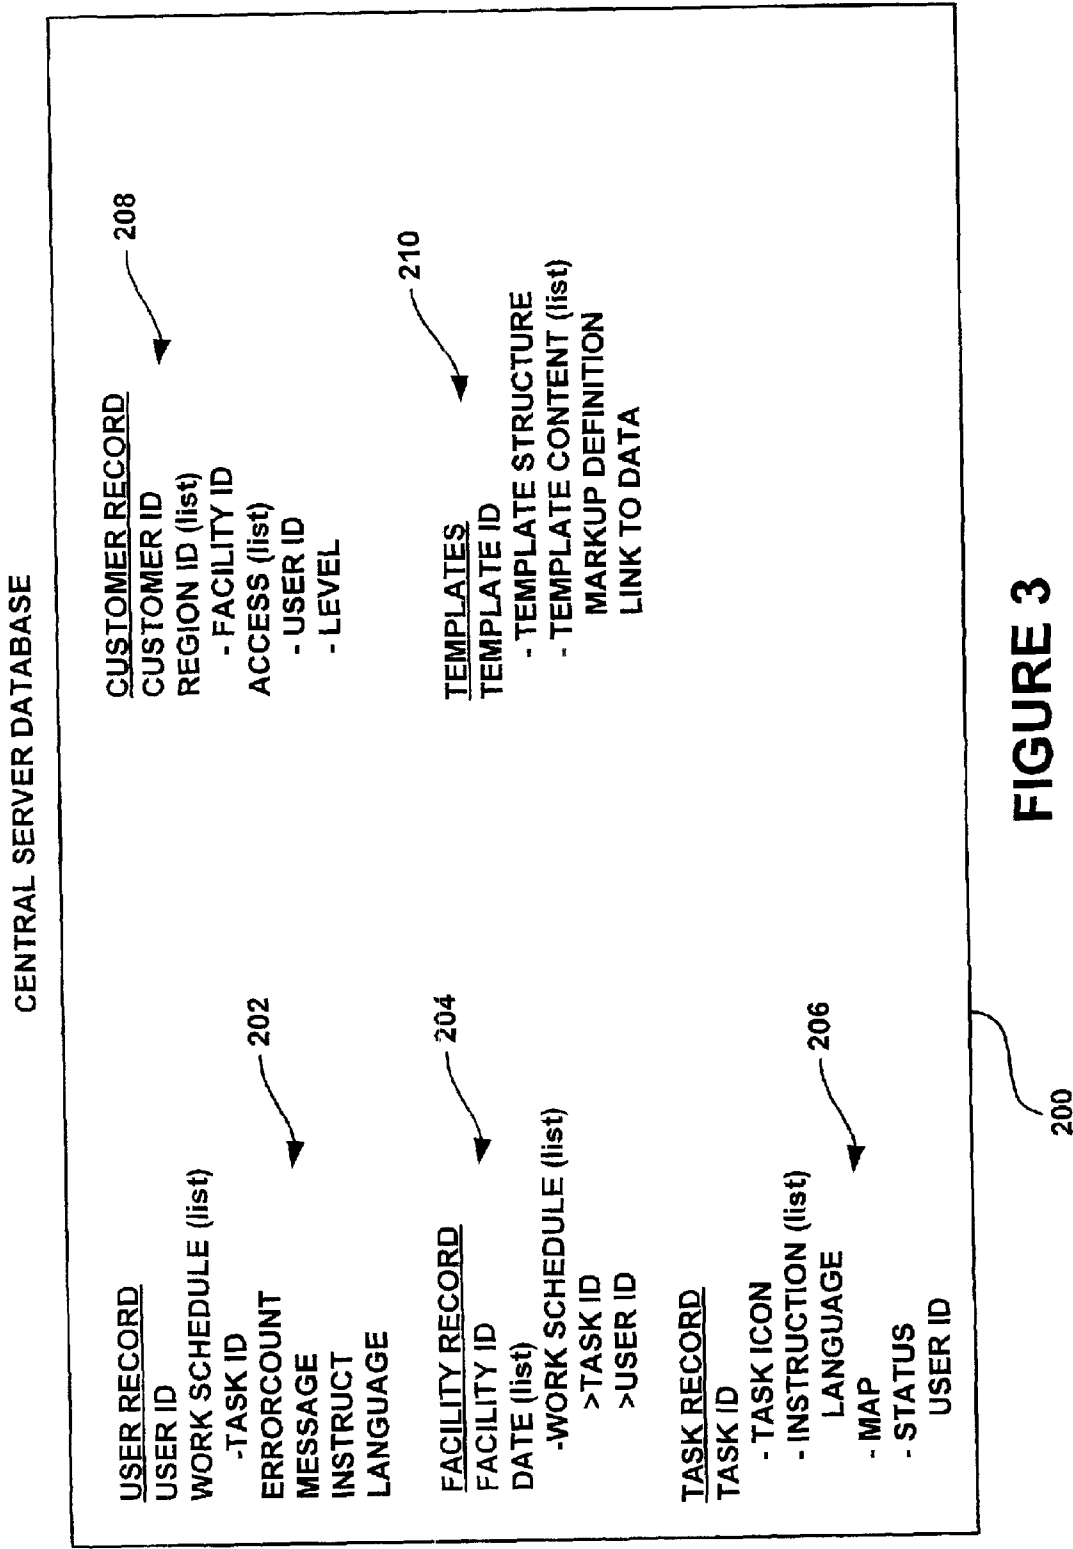 CENTRAL SERVER DATABASE
USER RECORD
USER ID
WORK SCHEDULE (list)
-TASK ID
ERRORCOUNT
MESSAGE
INSTRUCT
LANGUAGE
202
FACILITY RECORD
FACILITY ID
DATE (list)
-WORK SCHEDULE (list)
>TASK ID
>USER ID
204
TASK RECORD
TASK ID
- TASK ICON
- INSTRUCTION (list)
LANGUAGE
- MAP
- STATUS
USER ID
206
CUSTOMER RECORD
CUSTOMER ID
REGION ID (list)
- FACILITY ID
ACCESS (list)
- USER ID
- LEVEL
208
TEMPLATES
TEMPLATE ID
- TEMPLATE STRUCTURE
- TEMPLATE CONTENT (list)
MARKUP DEFINITION
LINK TO DATA
210
200
FIGURE 3